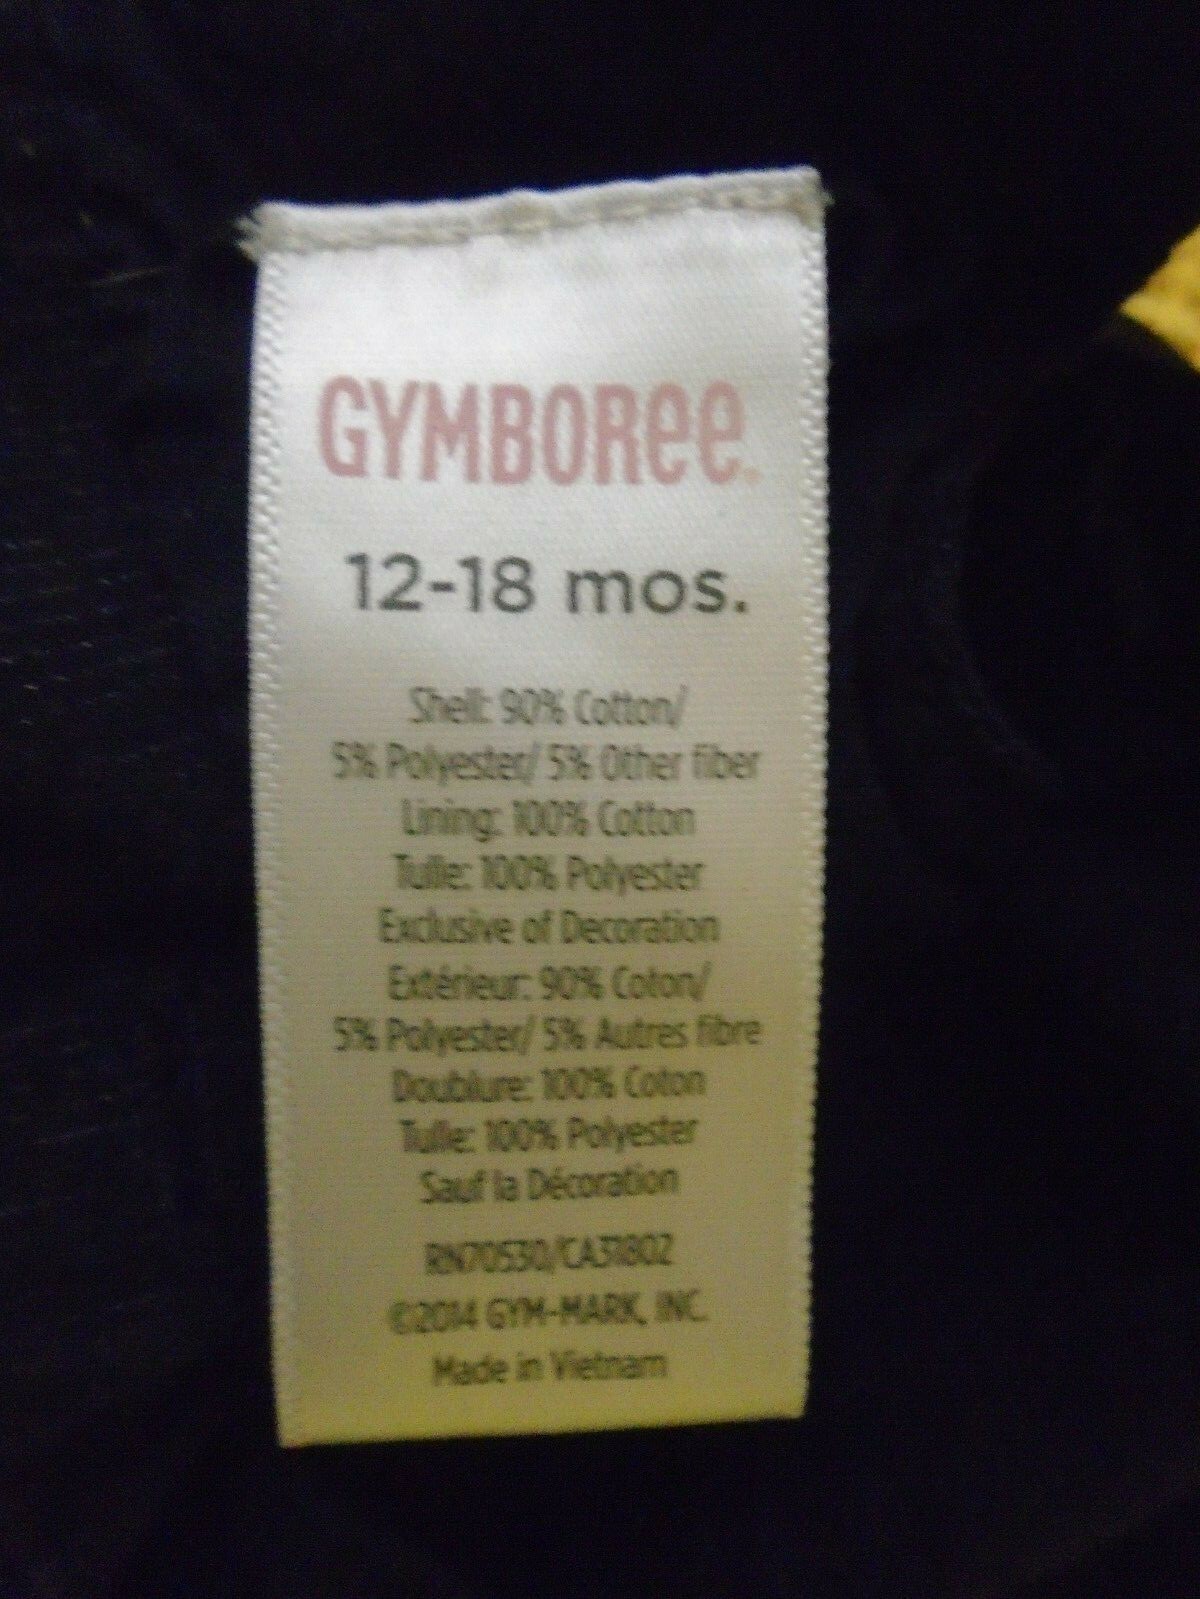 GYMBOREE
12-18 mos.
Shell: 90% Cotton/
5% Polyester/ 5% Other fiber
Lining: 100% Cotton
Tulle: 100% Polyester
Exclusive of Decoration
Extérieur: 90% Coton/
5% Polyester/ 5% Autres fibre
Doublure: 100% Coton
Tulle: 100% Polyester
Sauf la Décoration
RN70530/CA31802
©2014 GYM-MARK, INC.
Made in Vietnam